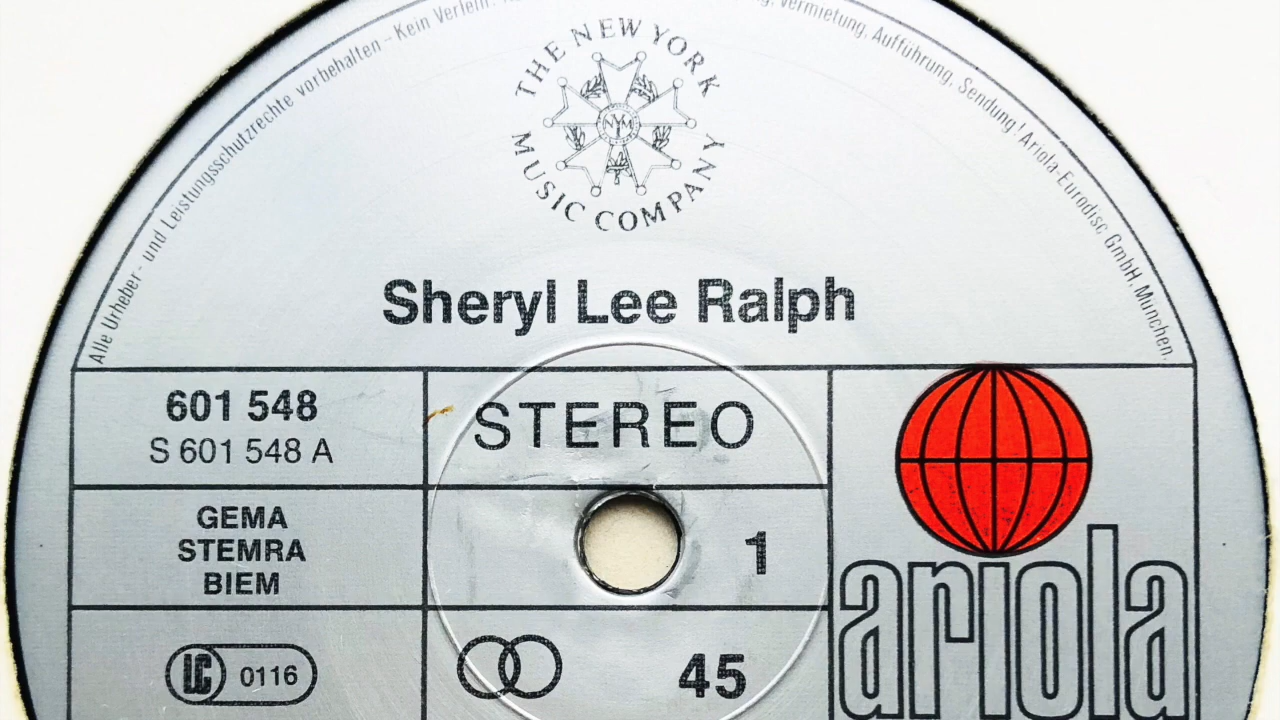 Alle Urheber- und Leistungsschutzrechte vorbehalten - Kein Verleih!
Vermietung, Aufführung, Sendung! Ariola-Eurodisc GmbH, München.
THE NEW YORK
MUSIC COMPANY
NYM
Sheryl Lee Ralph
601 548
S 601 548 A
STEREO
GEMA
STEMRA
BIEM
1
LC 0116
45
ariola